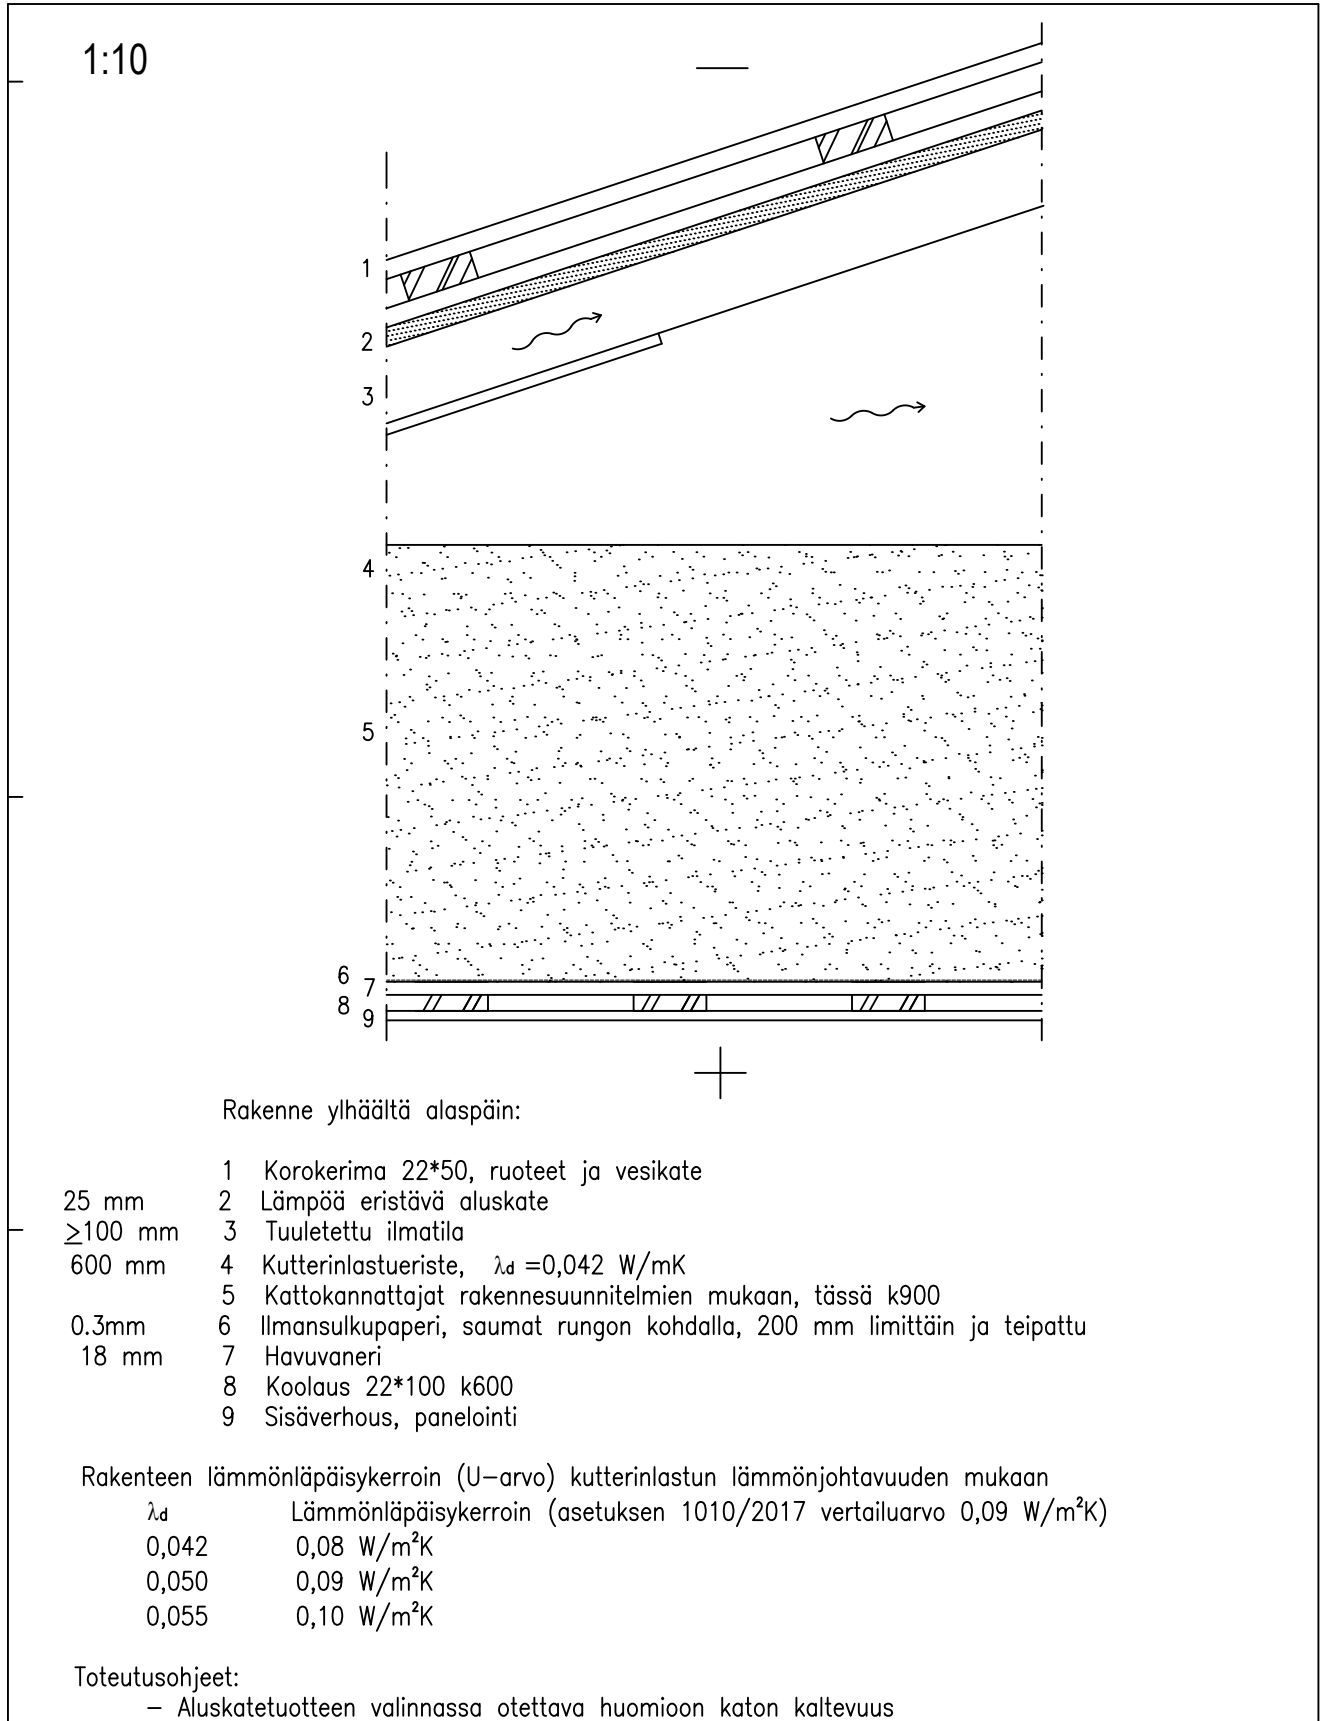 1:10
1
2
3
4
5
6
7
8
9
Rakenne ylhäältä alaspäin:
1 Korokerima 22*50, ruoteet ja vesikate
25 mm 2 Lämpöä eristävä aluskate
≥100 mm 3 Tuuletettu ilmatila
600 mm 4 Kutterinlastueriste, λd =0,042 W/mK
5 Kattokannattajat rakennesuunnitelmien mukaan, tässä k900
0.3mm 6 Ilmansulkupaperi, saumat rungon kohdalla, 200 mm limittäin ja teipattu
18 mm 7 Havuvaneri
8 Koolaus 22*100 k600
9 Sisäverhous, panelointi
Rakenteen lämmönläpäisykerroin (U-arvo) kutterinlastun lämmönjohtavuuden mukaan
λd Lämmönläpäisykerroin (asetuksen 1010/2017 vertailuarvo 0,09 W/m²K)
0,042 0,08 W/m²K
0,050 0,09 W/m²K
0,055 0,10 W/m²K
Toteutusohjeet:
– Aluskatetuotteen valinnassa otettava huomioon katon kaltevuus